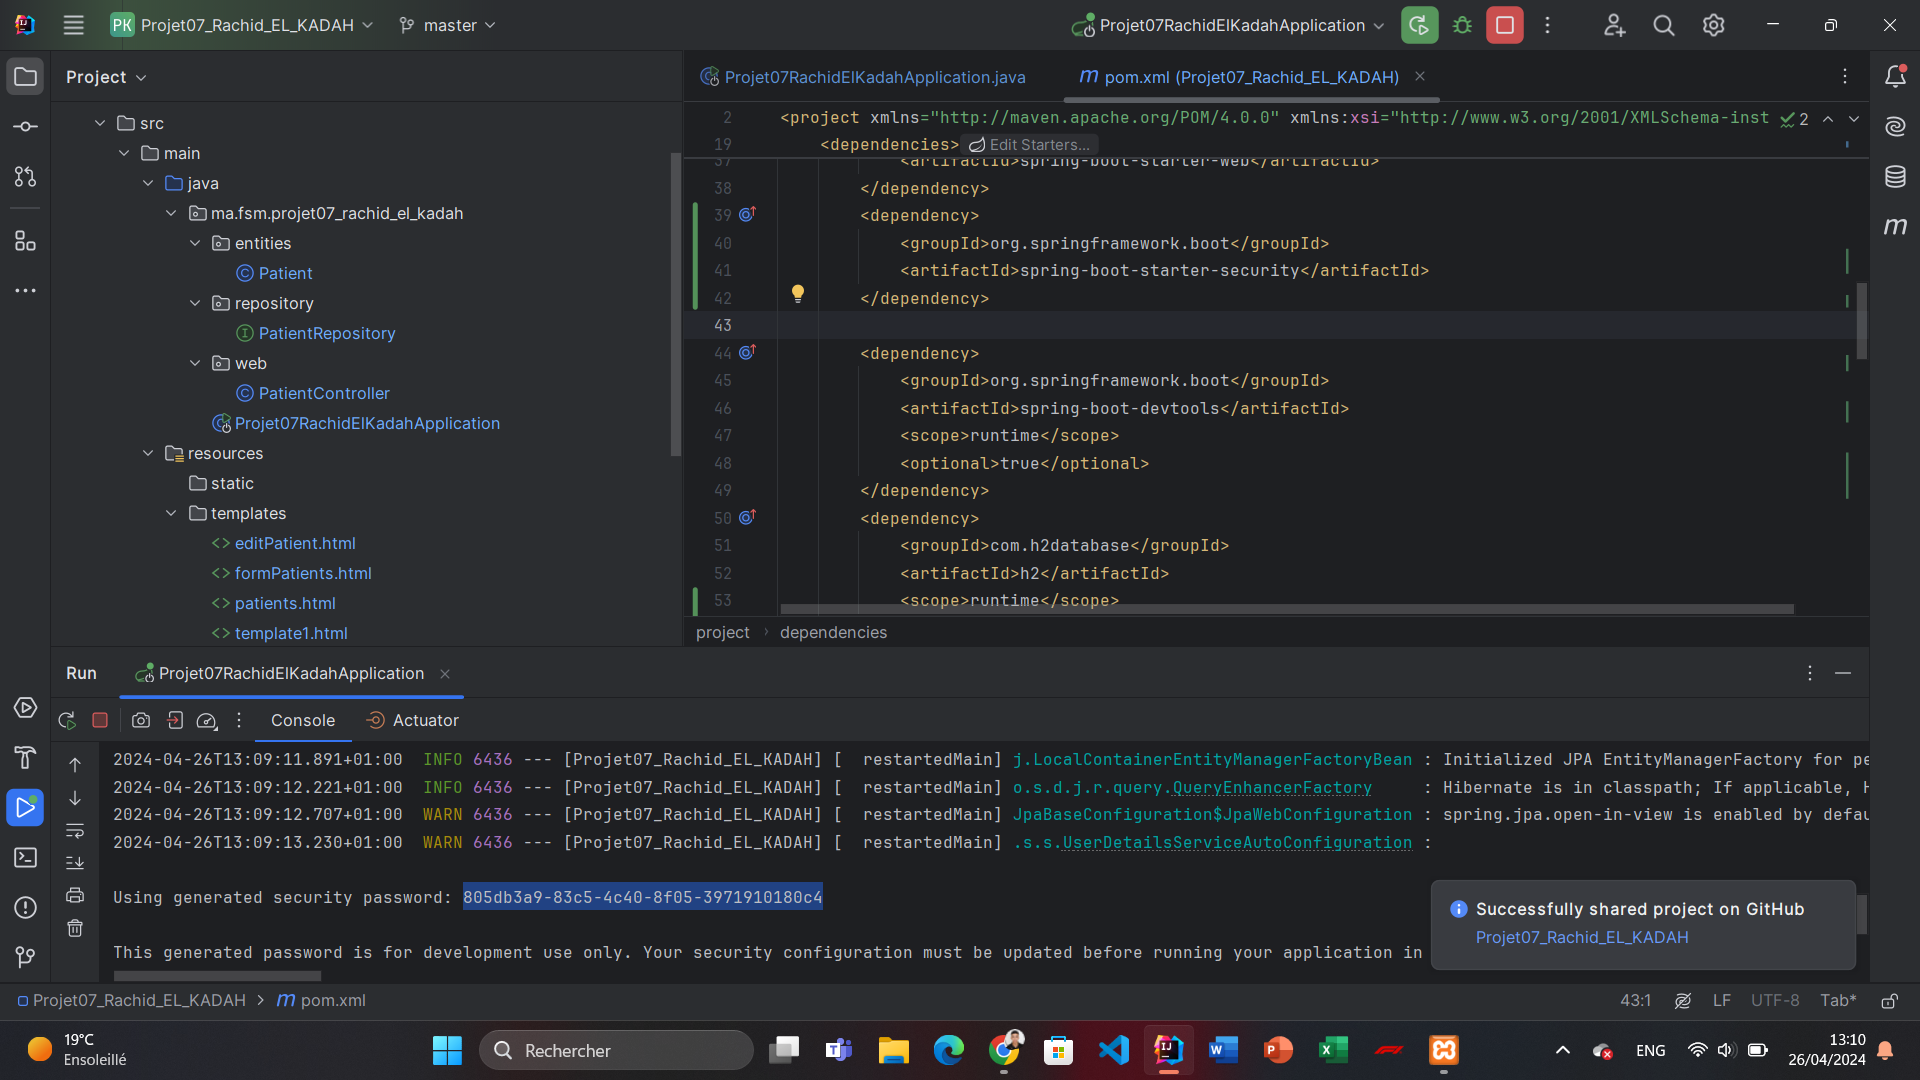 PK Projet07_Rachid_EL_KADAH master Projet07RachidElKadahApplication
Project
src
main
java
ma.fsm.projet07_rachid_el_kadah
entities
Patient
repository
PatientRepository
web
PatientController
Projet07RachidElKadahApplication
resources
static
templates
editPatient.html
formPatients.html
patients.html
template1.html
Projet07RachidElKadahApplication.java m pom.xml (Projet07_Rachid_EL_KADAH)
2 <project xmlns="http://maven.apache.org/POM/4.0.0" xmlns:xsi="http://www.w3.org/2001/XMLSchema-inst 2
19 <dependencies> Edit Starters...
37 <artifactId>spring-boot-starter-web</artifactId>
38 </dependency>
39 <dependency>
40 <groupId>org.springframework.boot</groupId>
41 <artifactId>spring-boot-starter-security</artifactId>
42 </dependency>
43
44 <dependency>
45 <groupId>org.springframework.boot</groupId>
46 <artifactId>spring-boot-devtools</artifactId>
47 <scope>runtime</scope>
48 <optional>true</optional>
49 </dependency>
50 <dependency>
51 <groupId>com.h2database</groupId>
52 <artifactId>h2</artifactId>
53 <scope>runtime</scope>
project › dependencies
Run Projet07RachidElKadahApplication
Console Actuator
2024-04-26T13:09:11.891+01:00 INFO 6436 --- [Projet07_Rachid_EL_KADAH] [ restartedMain] j.LocalContainerEntityManagerFactoryBean : Initialized JPA EntityManagerFactory for pe
2024-04-26T13:09:12.221+01:00 INFO 6436 --- [Projet07_Rachid_EL_KADAH] [ restartedMain] o.s.d.j.r.query.QueryEnhancerFactory : Hibernate is in classpath; If applicable, H
2024-04-26T13:09:12.707+01:00 WARN 6436 --- [Projet07_Rachid_EL_KADAH] [ restartedMain] JpaBaseConfiguration$JpaWebConfiguration : spring.jpa.open-in-view is enabled by defau
2024-04-26T13:09:13.230+01:00 WARN 6436 --- [Projet07_Rachid_EL_KADAH] [ restartedMain] .s.s.UserDetailsServiceAutoConfiguration :
Using generated security password: 805db3a9-83c5-4c40-8f05-3971910180c4
This generated password is for development use only. Your security configuration must be updated before running your application in
Successfully shared project on GitHub
Projet07_Rachid_EL_KADAH
Projet07_Rachid_EL_KADAH > m pom.xml 43:1 LF UTF-8 Tab*
19°C
Ensoleillé
Rechercher
ENG
13:10
26/04/2024